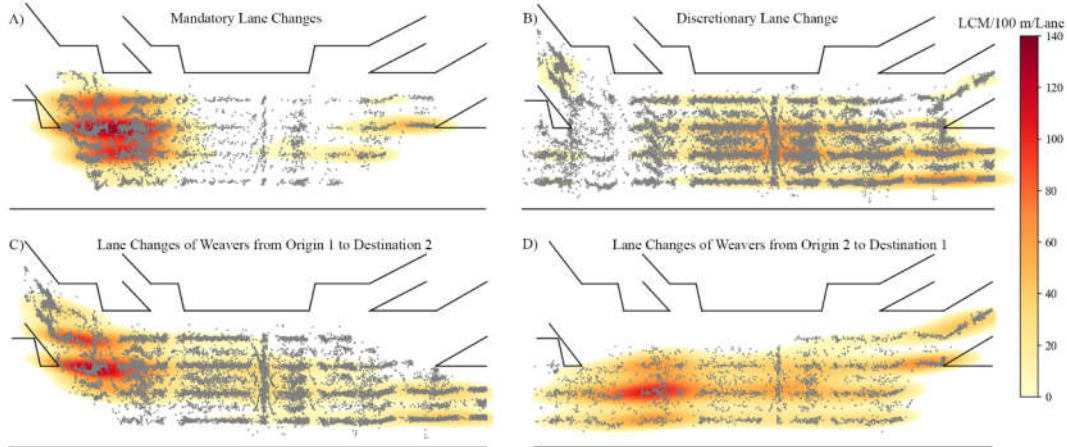 A) Mandatory Lane Changes
B) Discretionary Lane Change
LCM/100 m/Lane
140
120
100
80
60
40
20
0
C) Lane Changes of Weavers from Origin 1 to Destination 2
D) Lane Changes of Weavers from Origin 2 to Destination 1